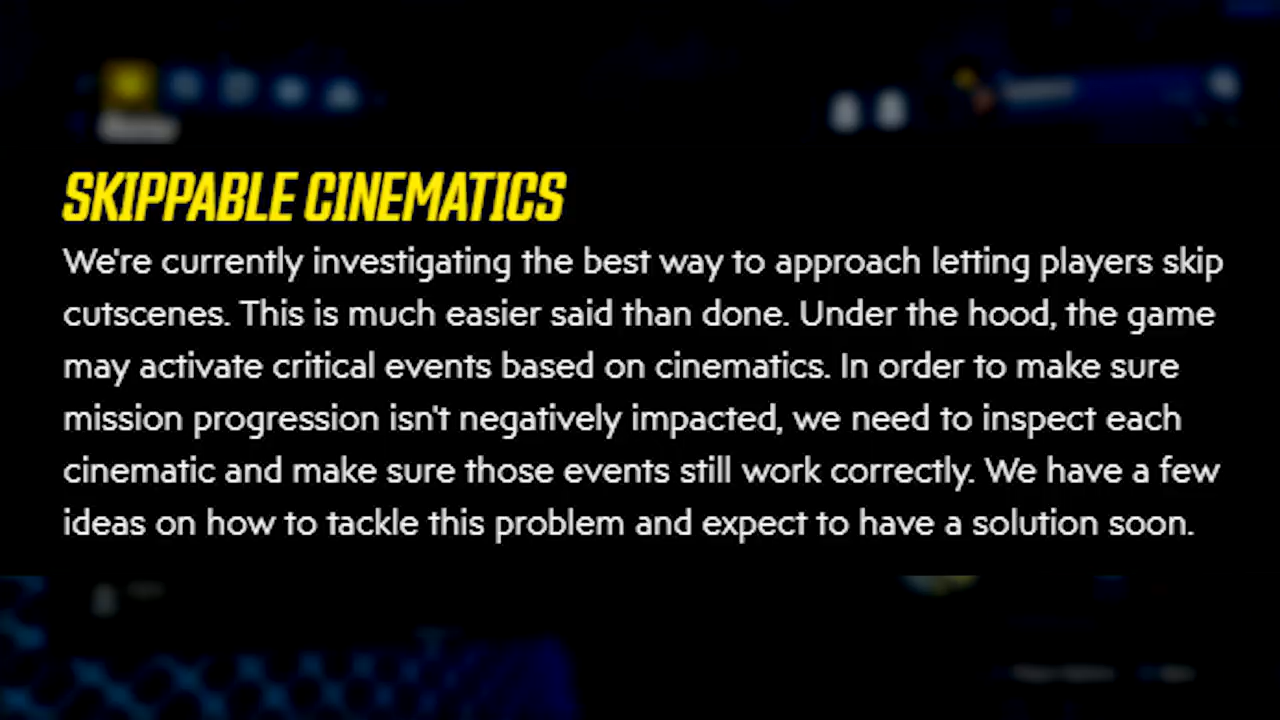 SKIPPABLE CINEMATICS
We're currently investigating the best way to approach letting players skip
cutscenes. This is much easier said than done. Under the hood, the game
may activate critical events based on cinematics. In order to make sure
mission progression isn't negatively impacted, we need to inspect each
cinematic and make sure those events still work correctly. We have a few
ideas on how to tackle this problem and expect to have a solution soon.